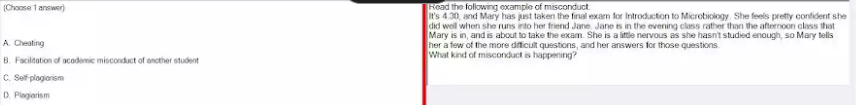 (Choose 1 answer)
A. Cheating
B. Facilitation of academic misconduct of another student
C. Self-plagiarism
D. Plagiarism
Read the following example of misconduct.
It's 4.30, and Mary has just taken the final exam for Introduction to Microbiology. She feels pretty confident she
did well when she runs into her friend Jane. Jane is in the evening class rather than the afternoon class that
Mary is in, and is about to take the exam. She is a little nervous as she hasn't studied enough, so Mary tells
her a few of the more difficult questions, and her answers for those questions.
What kind of misconduct is happening?